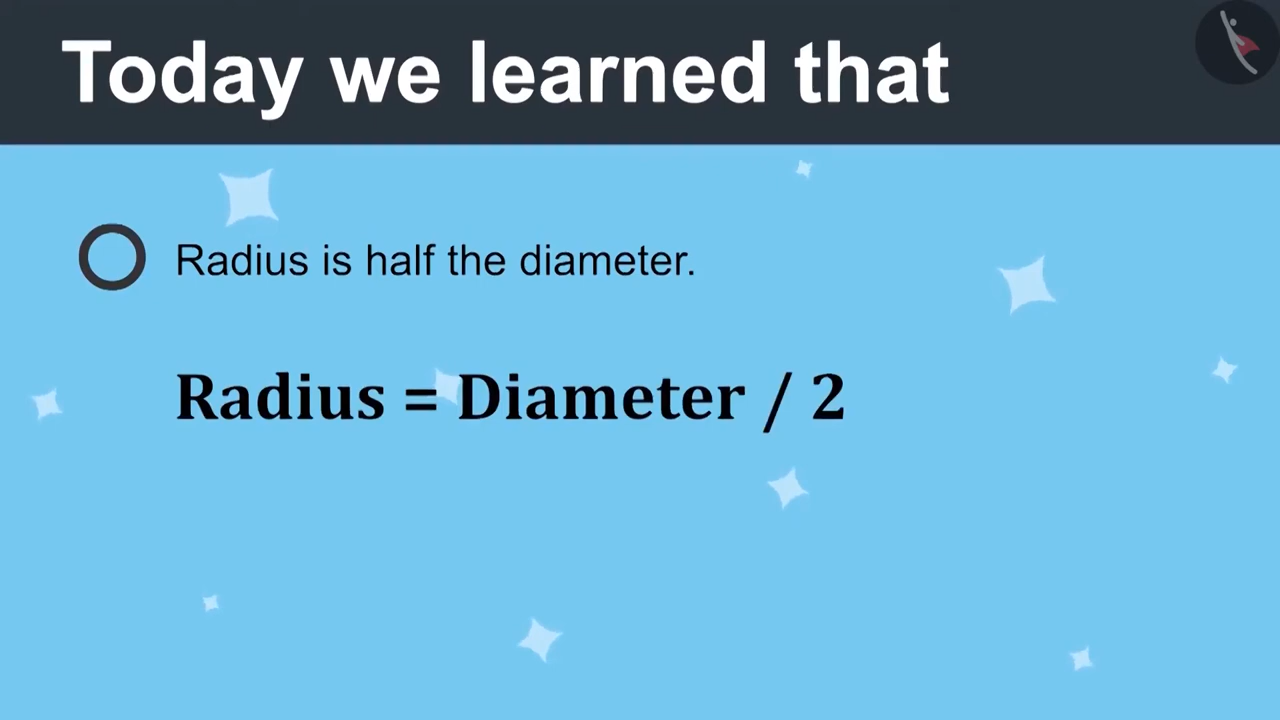 Today we learned that
Radius is half the diameter.
Radius = Diameter / 2